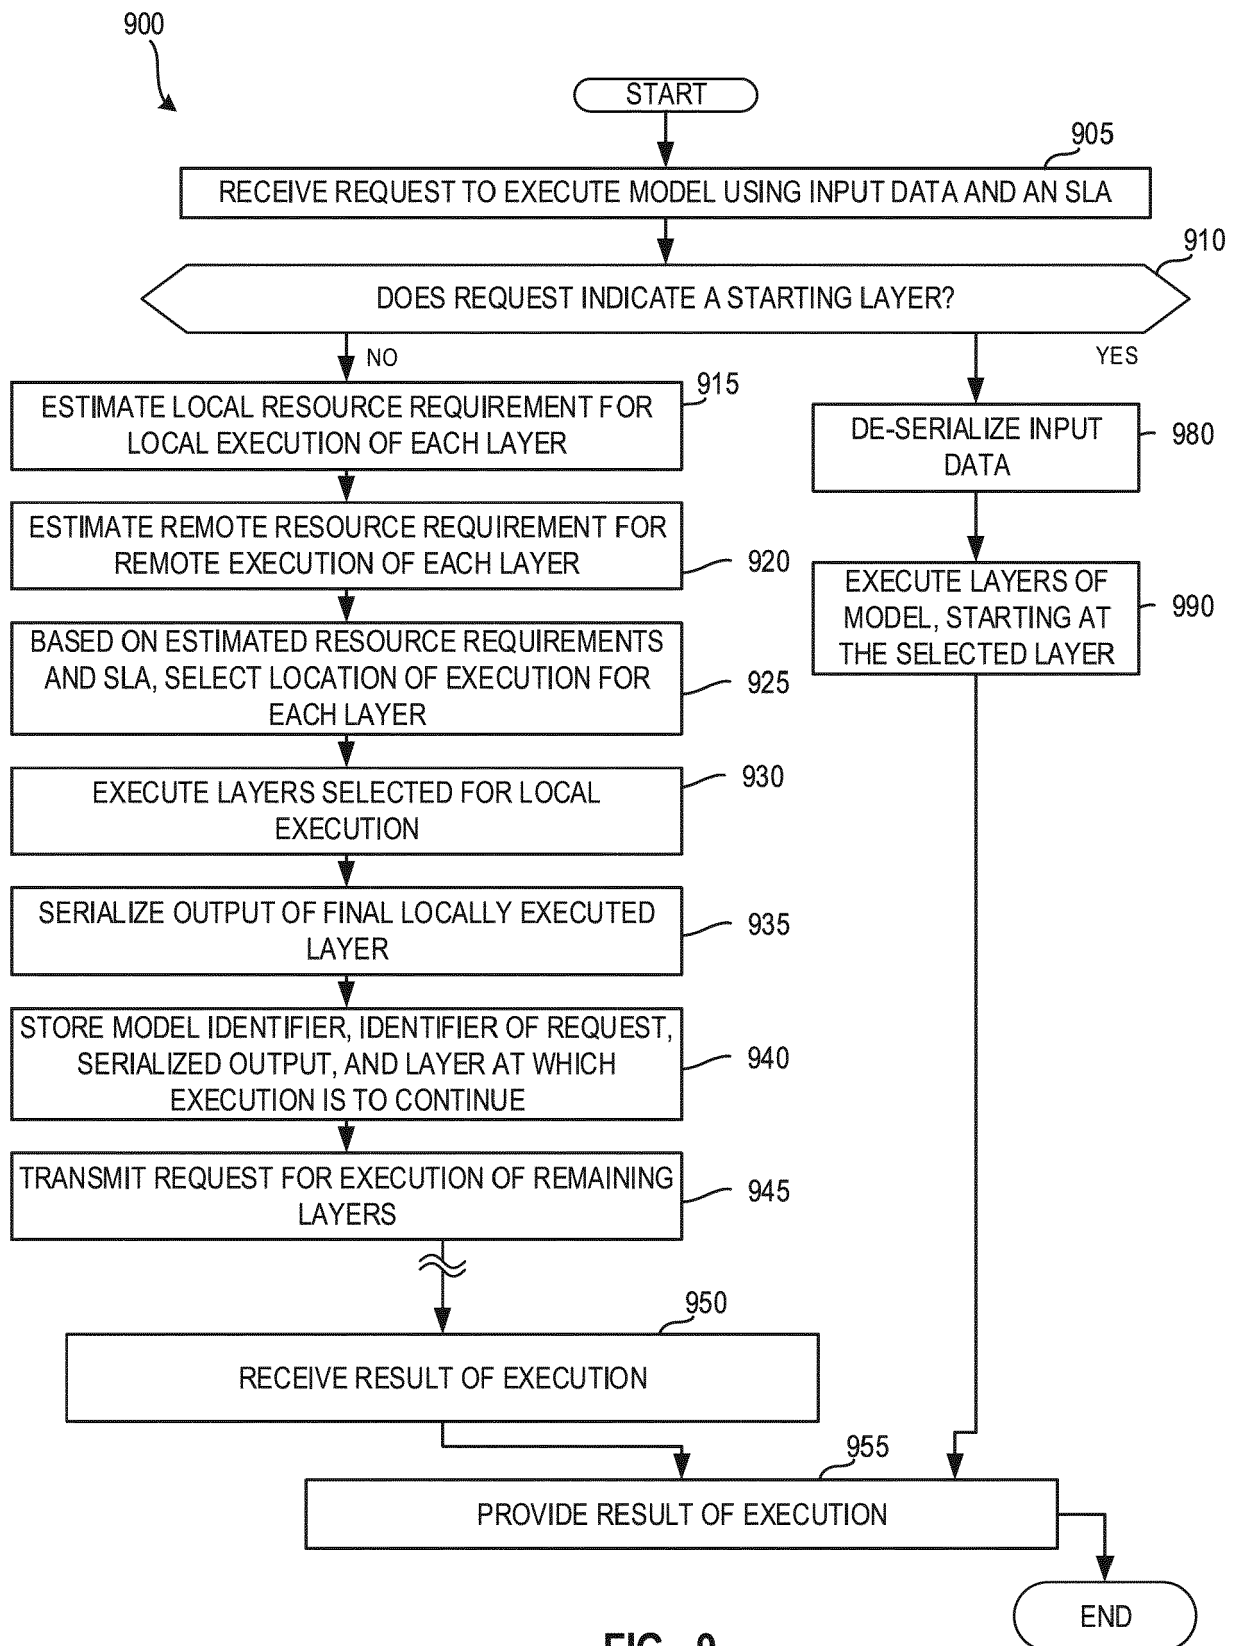 900
START
905
RECEIVE REQUEST TO EXECUTE MODEL USING INPUT DATA AND AN SLA
910
DOES REQUEST INDICATE A STARTING LAYER?
NO
YES
915
ESTIMATE LOCAL RESOURCE REQUIREMENT FOR
LOCAL EXECUTION OF EACH LAYER
DE-SERIALIZE INPUT
DATA
980
ESTIMATE REMOTE RESOURCE REQUIREMENT FOR
REMOTE EXECUTION OF EACH LAYER
920
EXECUTE LAYERS OF
MODEL, STARTING AT
THE SELECTED LAYER
990
BASED ON ESTIMATED RESOURCE REQUIREMENTS
AND SLA, SELECT LOCATION OF EXECUTION FOR
EACH LAYER
925
EXECUTE LAYERS SELECTED FOR LOCAL
EXECUTION
930
SERIALIZE OUTPUT OF FINAL LOCALLY EXECUTED
LAYER
935
STORE MODEL IDENTIFIER, IDENTIFIER OF REQUEST,
SERIALIZED OUTPUT, AND LAYER AT WHICH
EXECUTION IS TO CONTINUE
940
TRANSMIT REQUEST FOR EXECUTION OF REMAINING
LAYERS
945
950
RECEIVE RESULT OF EXECUTION
955
PROVIDE RESULT OF EXECUTION
END
FIG. 9